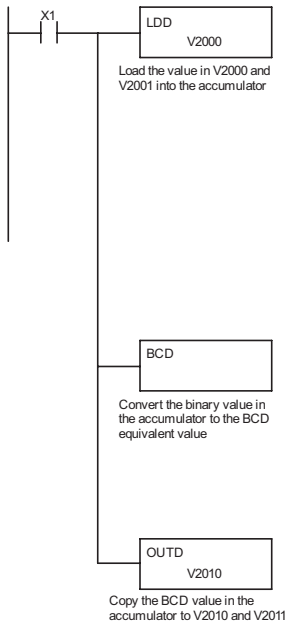 X1
LDD
V2000
Load the value in V2000 and
V2001 into the accumulator
BCD
Convert the binary value in
the accumulator to the BCD
equivalent value
OUTD
V2010
Copy the BCD value in the
accumulator to V2010 and V2011